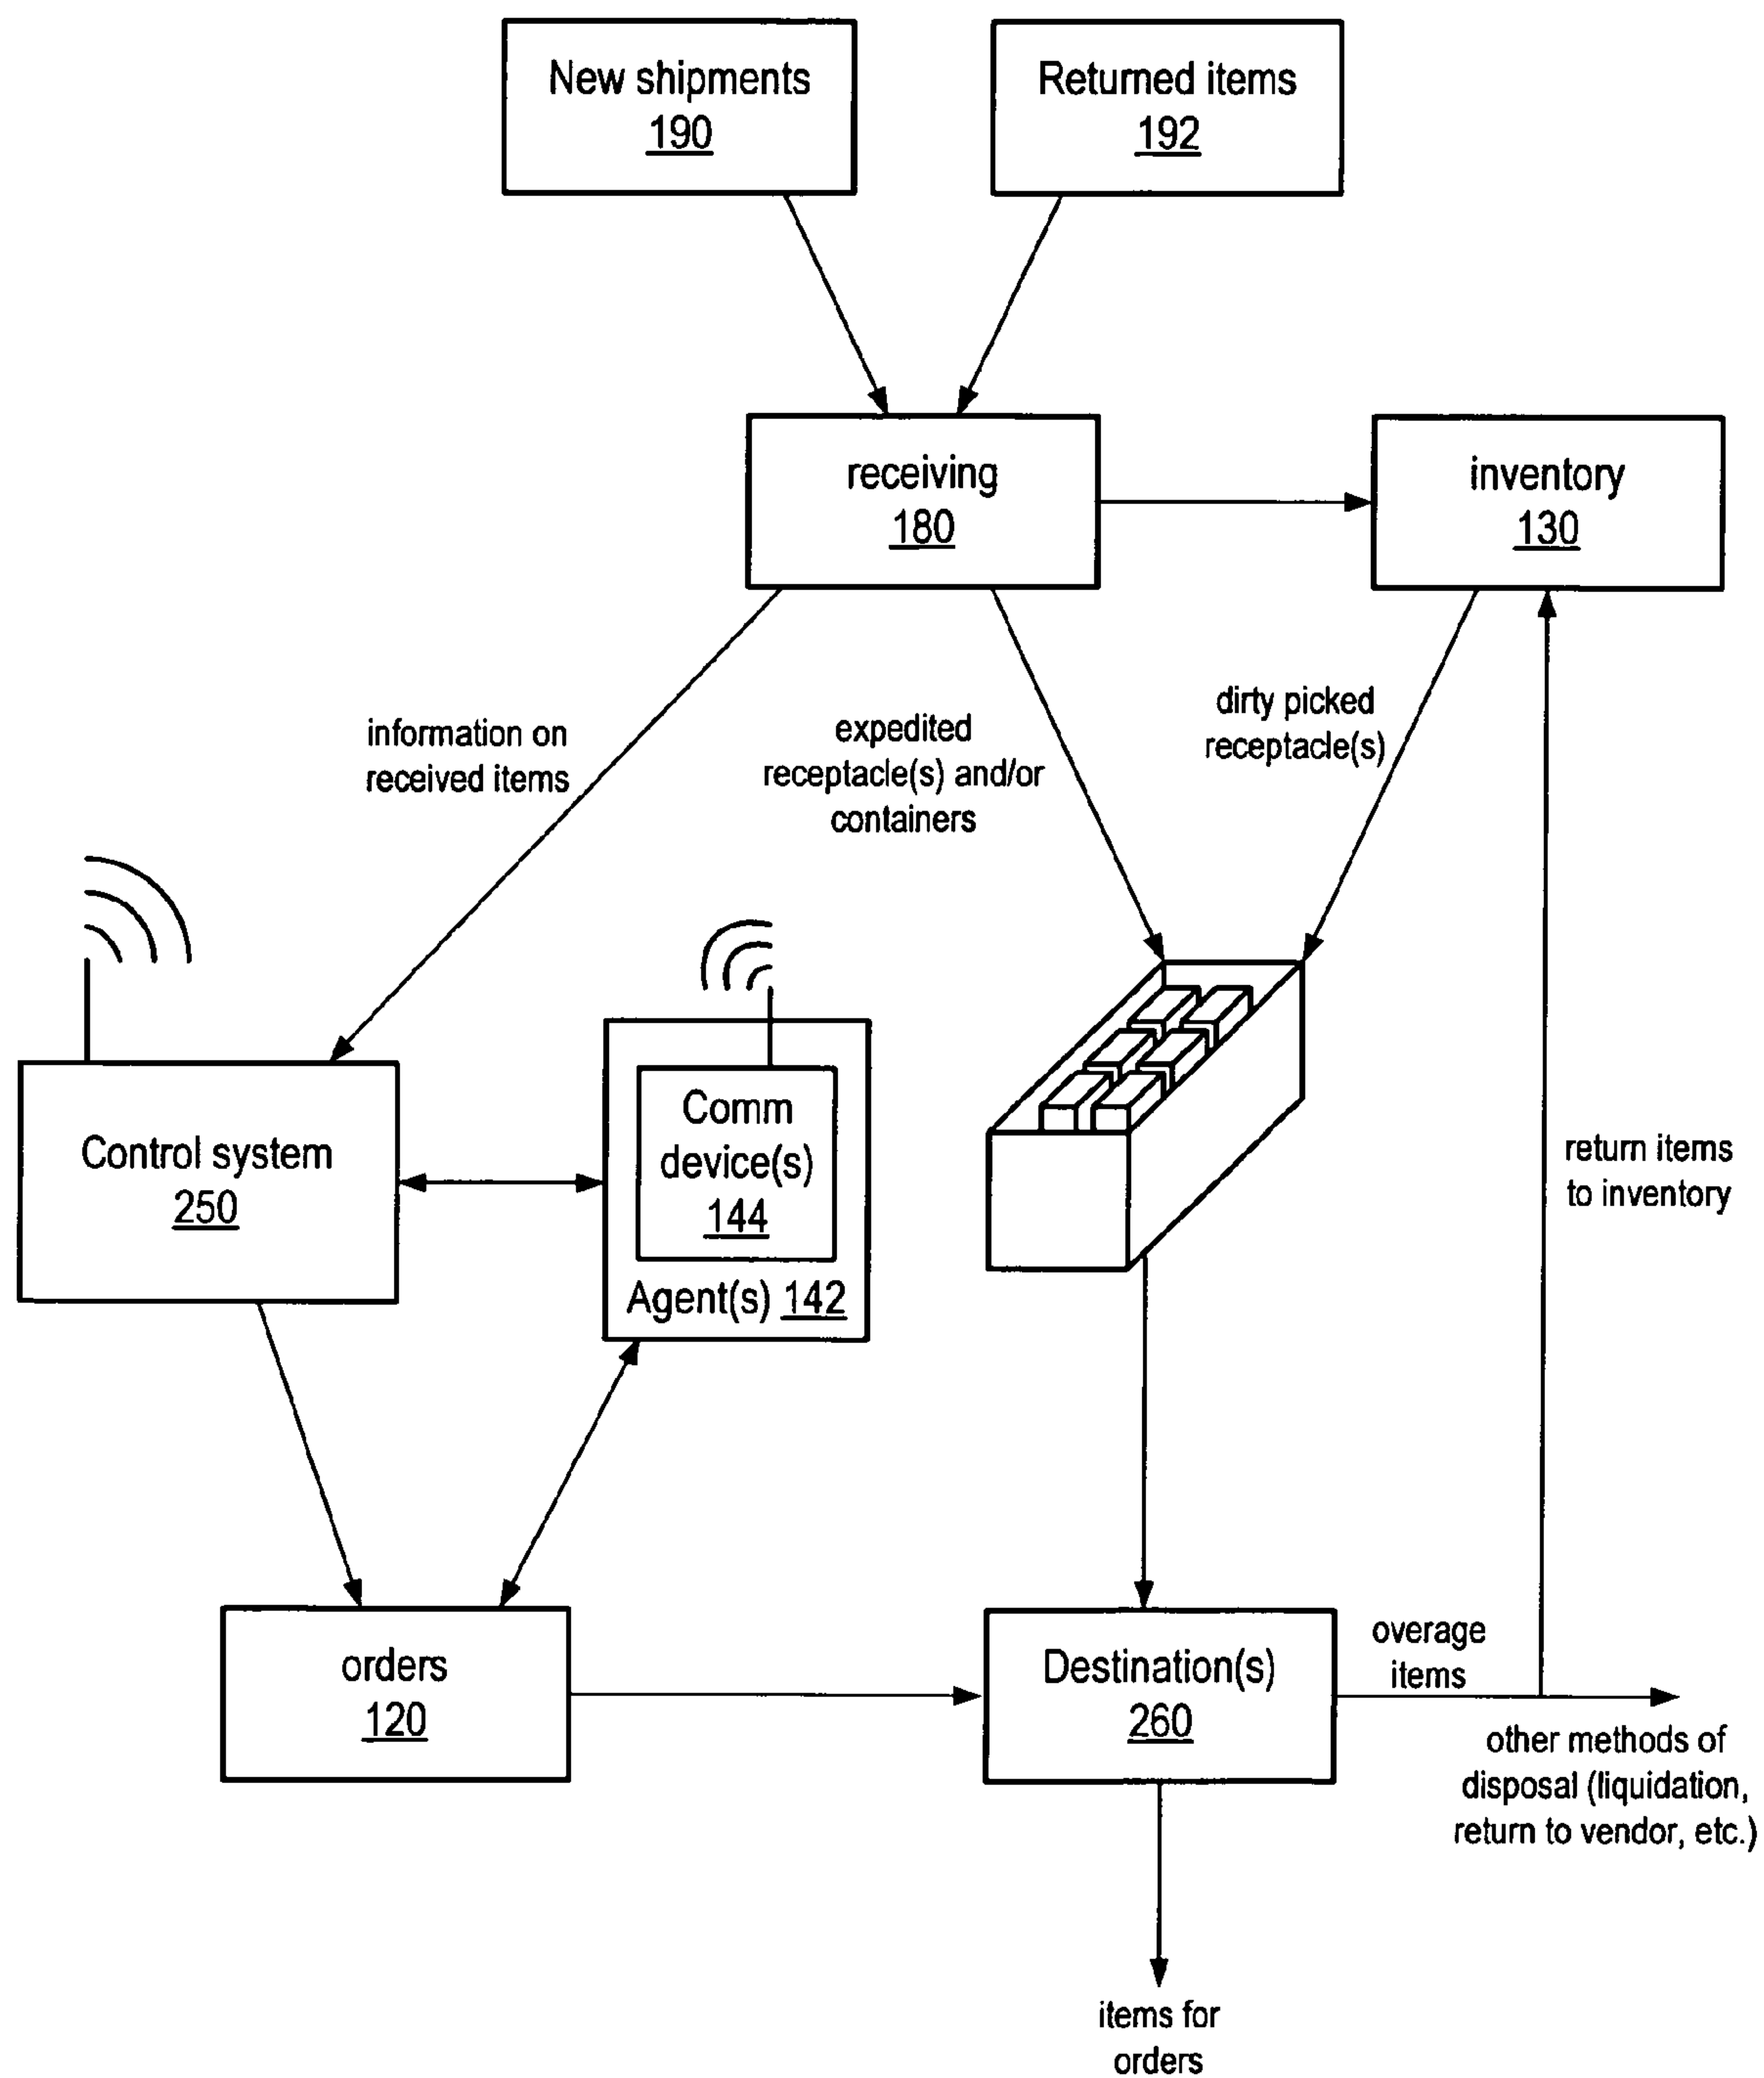 New shipments
190
Returned items
192
receiving
180
inventory
130
information on
received items
expedited
receptacle(s) and/or
containers
dirty picked
receptacle(s)
Control system
250
Comm
device(s)
144
Agent(s) 142
return items
to inventory
orders
120
Destination(s)
260
overage
items
other methods of
disposal (liquidation,
return to vendor, etc.)
items for
orders